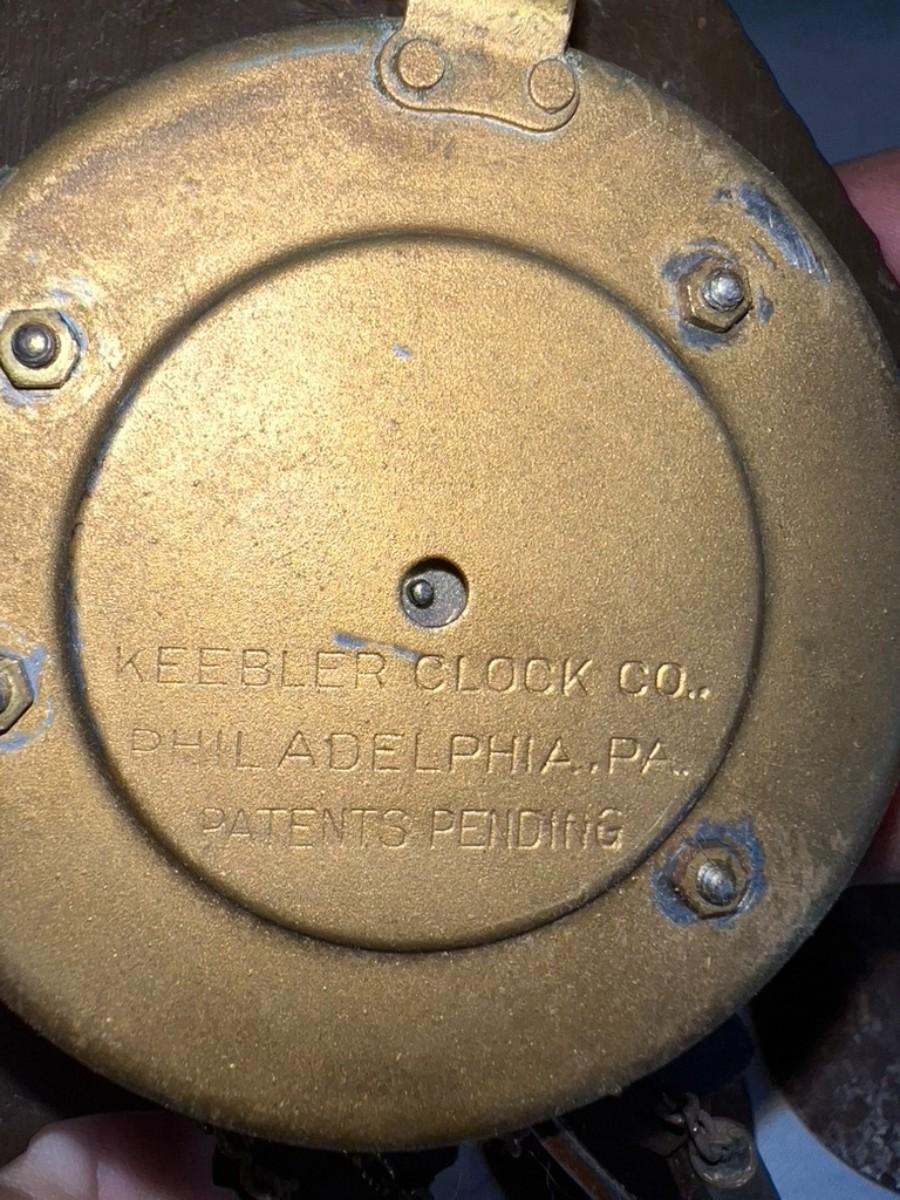 KEEBLER CLOCK CO.,
PHILADELPHIA, PA.
PATENTS PENDING